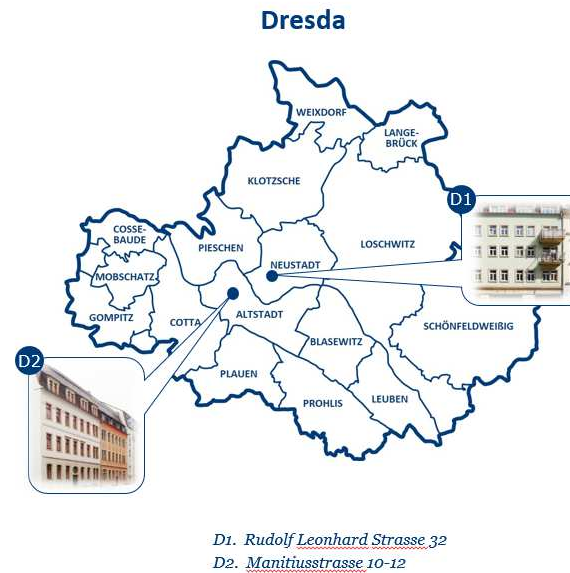 Dresda
WEIXDORF
LANGE-
BRÜCK
KLOTZSCHE
D1
COSSE-
BAUDE
PIESCHEN
LOSCHWITZ
NEUSTADT
MOBSCHATZ
GOMPITZ
COTTA
ALTSTADT
SCHÖNFELDWEIßIG
BLASEWITZ
D2
PLAUEN
PROHLIS
LEUBEN
D1. Rudolf Leonhard Strasse 32
D2. Manitiusstrasse 10-12